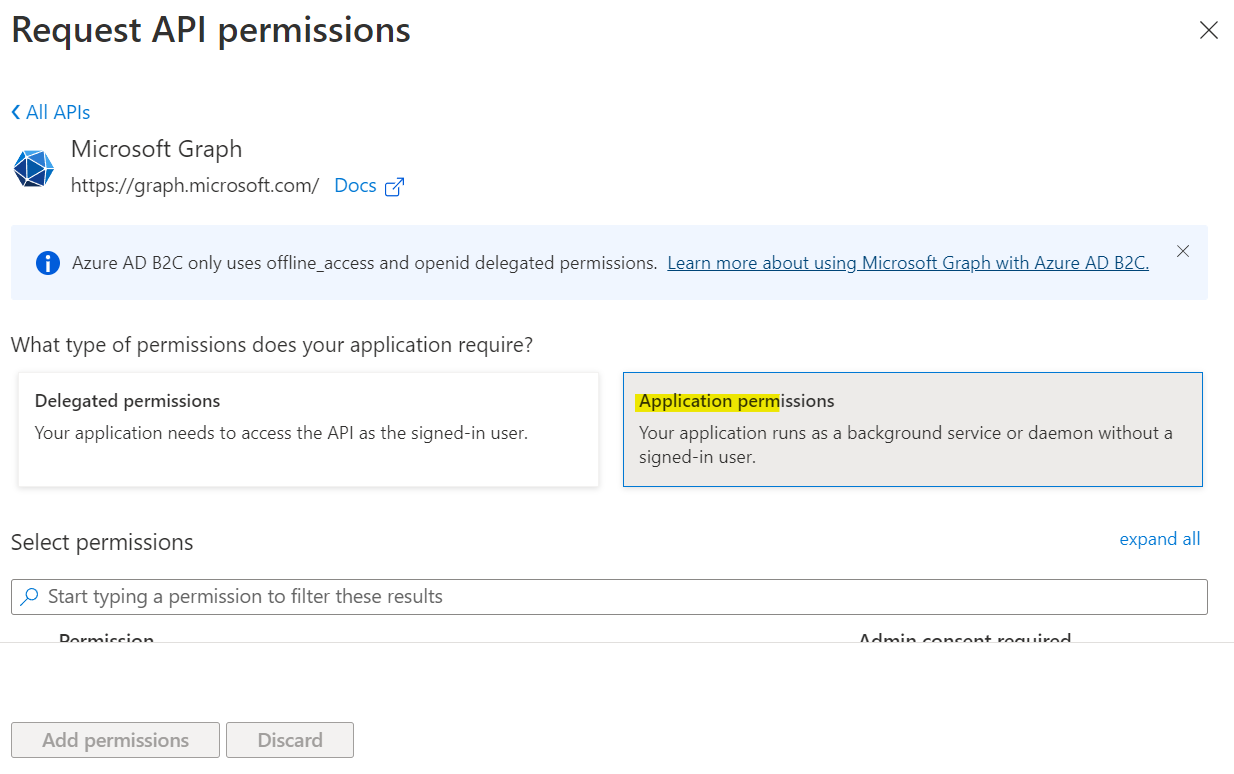 Request API permissions
All APIs
Microsoft Graph
https://graph.microsoft.com/ Docs
Azure AD B2C only uses offline_access and openid delegated permissions. Learn more about using Microsoft Graph with Azure AD B2C.
What type of permissions does your application require?
Delegated permissions
Your application needs to access the API as the signed-in user.
Application permissions
Your application runs as a background service or daemon without a
signed-in user.
Select permissions
expand all
Start typing a permission to filter these results
Permission
Admin consent required
Add permissions
Discard